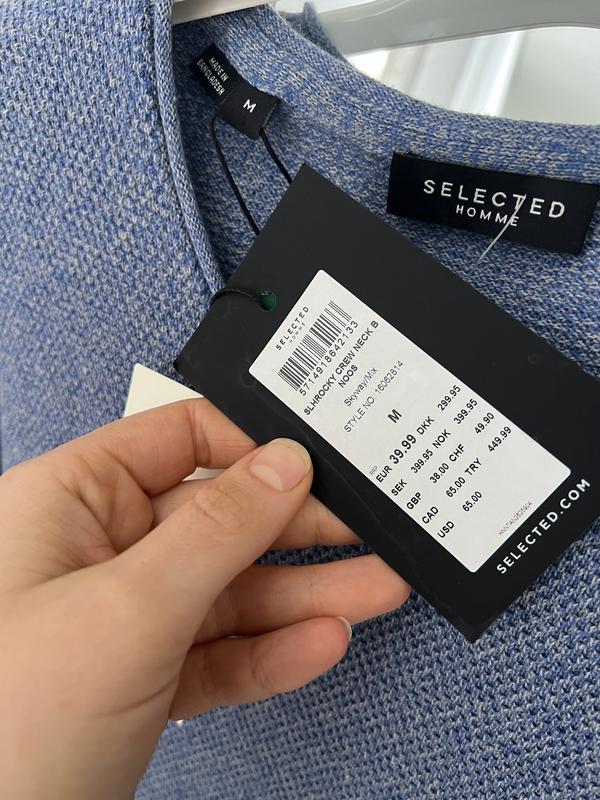 MADE IN
BANGLADESH
M
SELECTED
HOMME
SELECTED
HOMME
5714918642133
SLHROCKY CREW NECK B
NOOS
Skyway/Mix
STYLE NO. 16062814
M
EUR 39.99 DKK 299.95
SEK 399.95 NOK 399.95
GBP 38.00 CHF 49.90
CAD 65.00 TRY 449.99
USD 65.00
SELECTED.COM